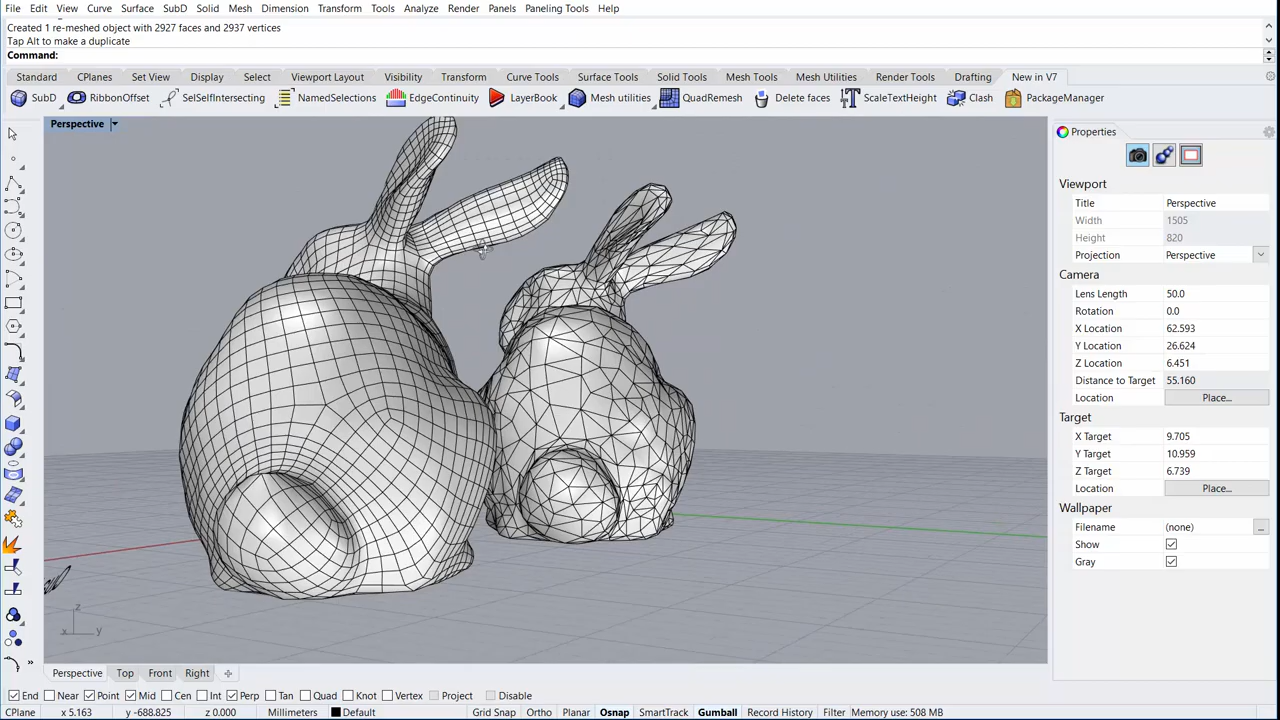 File Edit View Curve Surface SubD Solid Mesh Dimension Transform Tools Analyze Render Panels Paneling Tools Help
Created 1 re-meshed object with 2927 faces and 2937 vertices
Tap Alt to make a duplicate
Command:
Standard CPlanes Set View Display Select Viewport Layout Visibility Transform Curve Tools Surface Tools Solid Tools Mesh Tools Mesh Utilities Render Tools Drafting New in V7
SubD RibbonOffset SelSelfIntersecting NamedSelections EdgeContinuity LayerBook Mesh utilities QuadRemesh Delete faces ScaleTextHeight Clash PackageManager
Perspective
Properties
Viewport
Title Perspective
Width 1505
Height 820
Projection Perspective
Camera
Lens Length 50.0
Rotation 0.0
X Location 62.593
Y Location 26.624
Z Location 6.451
Distance to Target 55.160
Location Place...
Target
X Target 9.705
Y Target 10.959
Z Target 6.739
Location Place...
Wallpaper
Filename (none) ...
Show
Gray
z
x y
Perspective Top Front Right
End Near Point Mid Cen Int Perp Tan Quad Knot Vertex Project Disable
CPlane x 5.163 y -688.825 z 0.000 Millimeters Default Grid Snap Ortho Planar Osnap SmartTrack Gumball Record History Filter Memory use: 508 MB